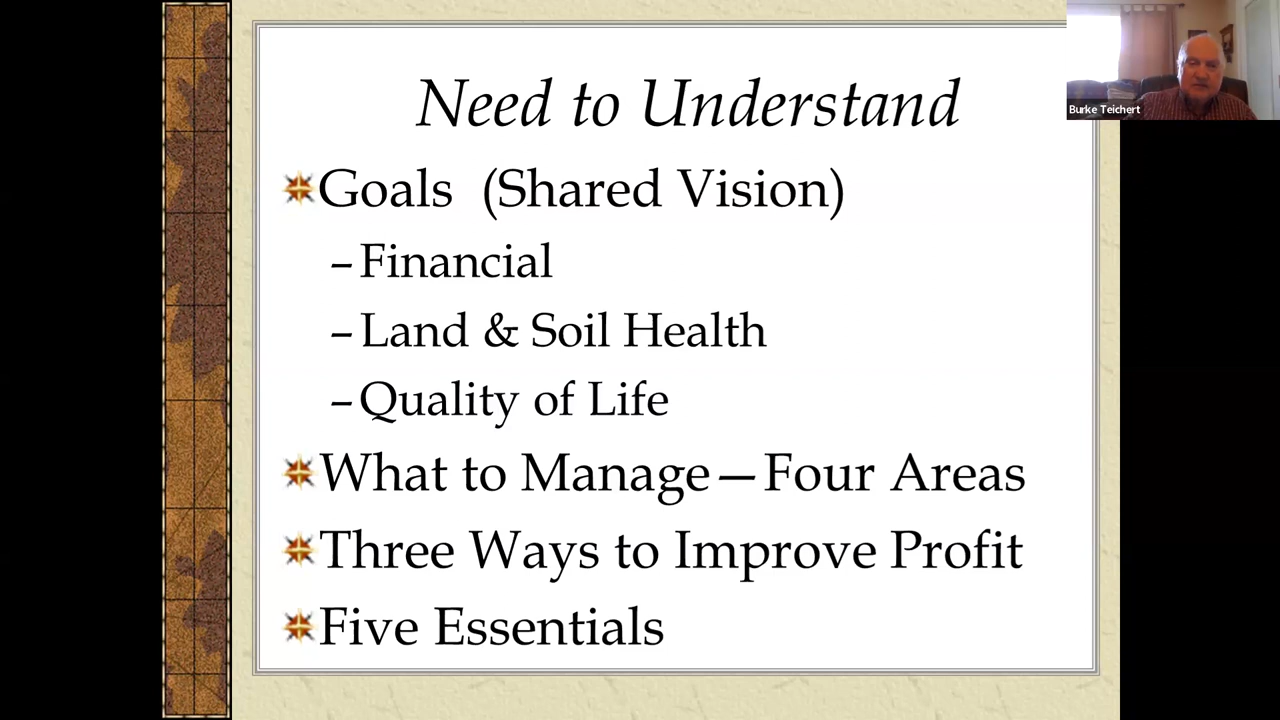 Need to Understand
Goals (Shared Vision)
– Financial
– Land & Soil Health
– Quality of Life
What to Manage—Four Areas
Three Ways to Improve Profit
Five Essentials
Burke Teichert